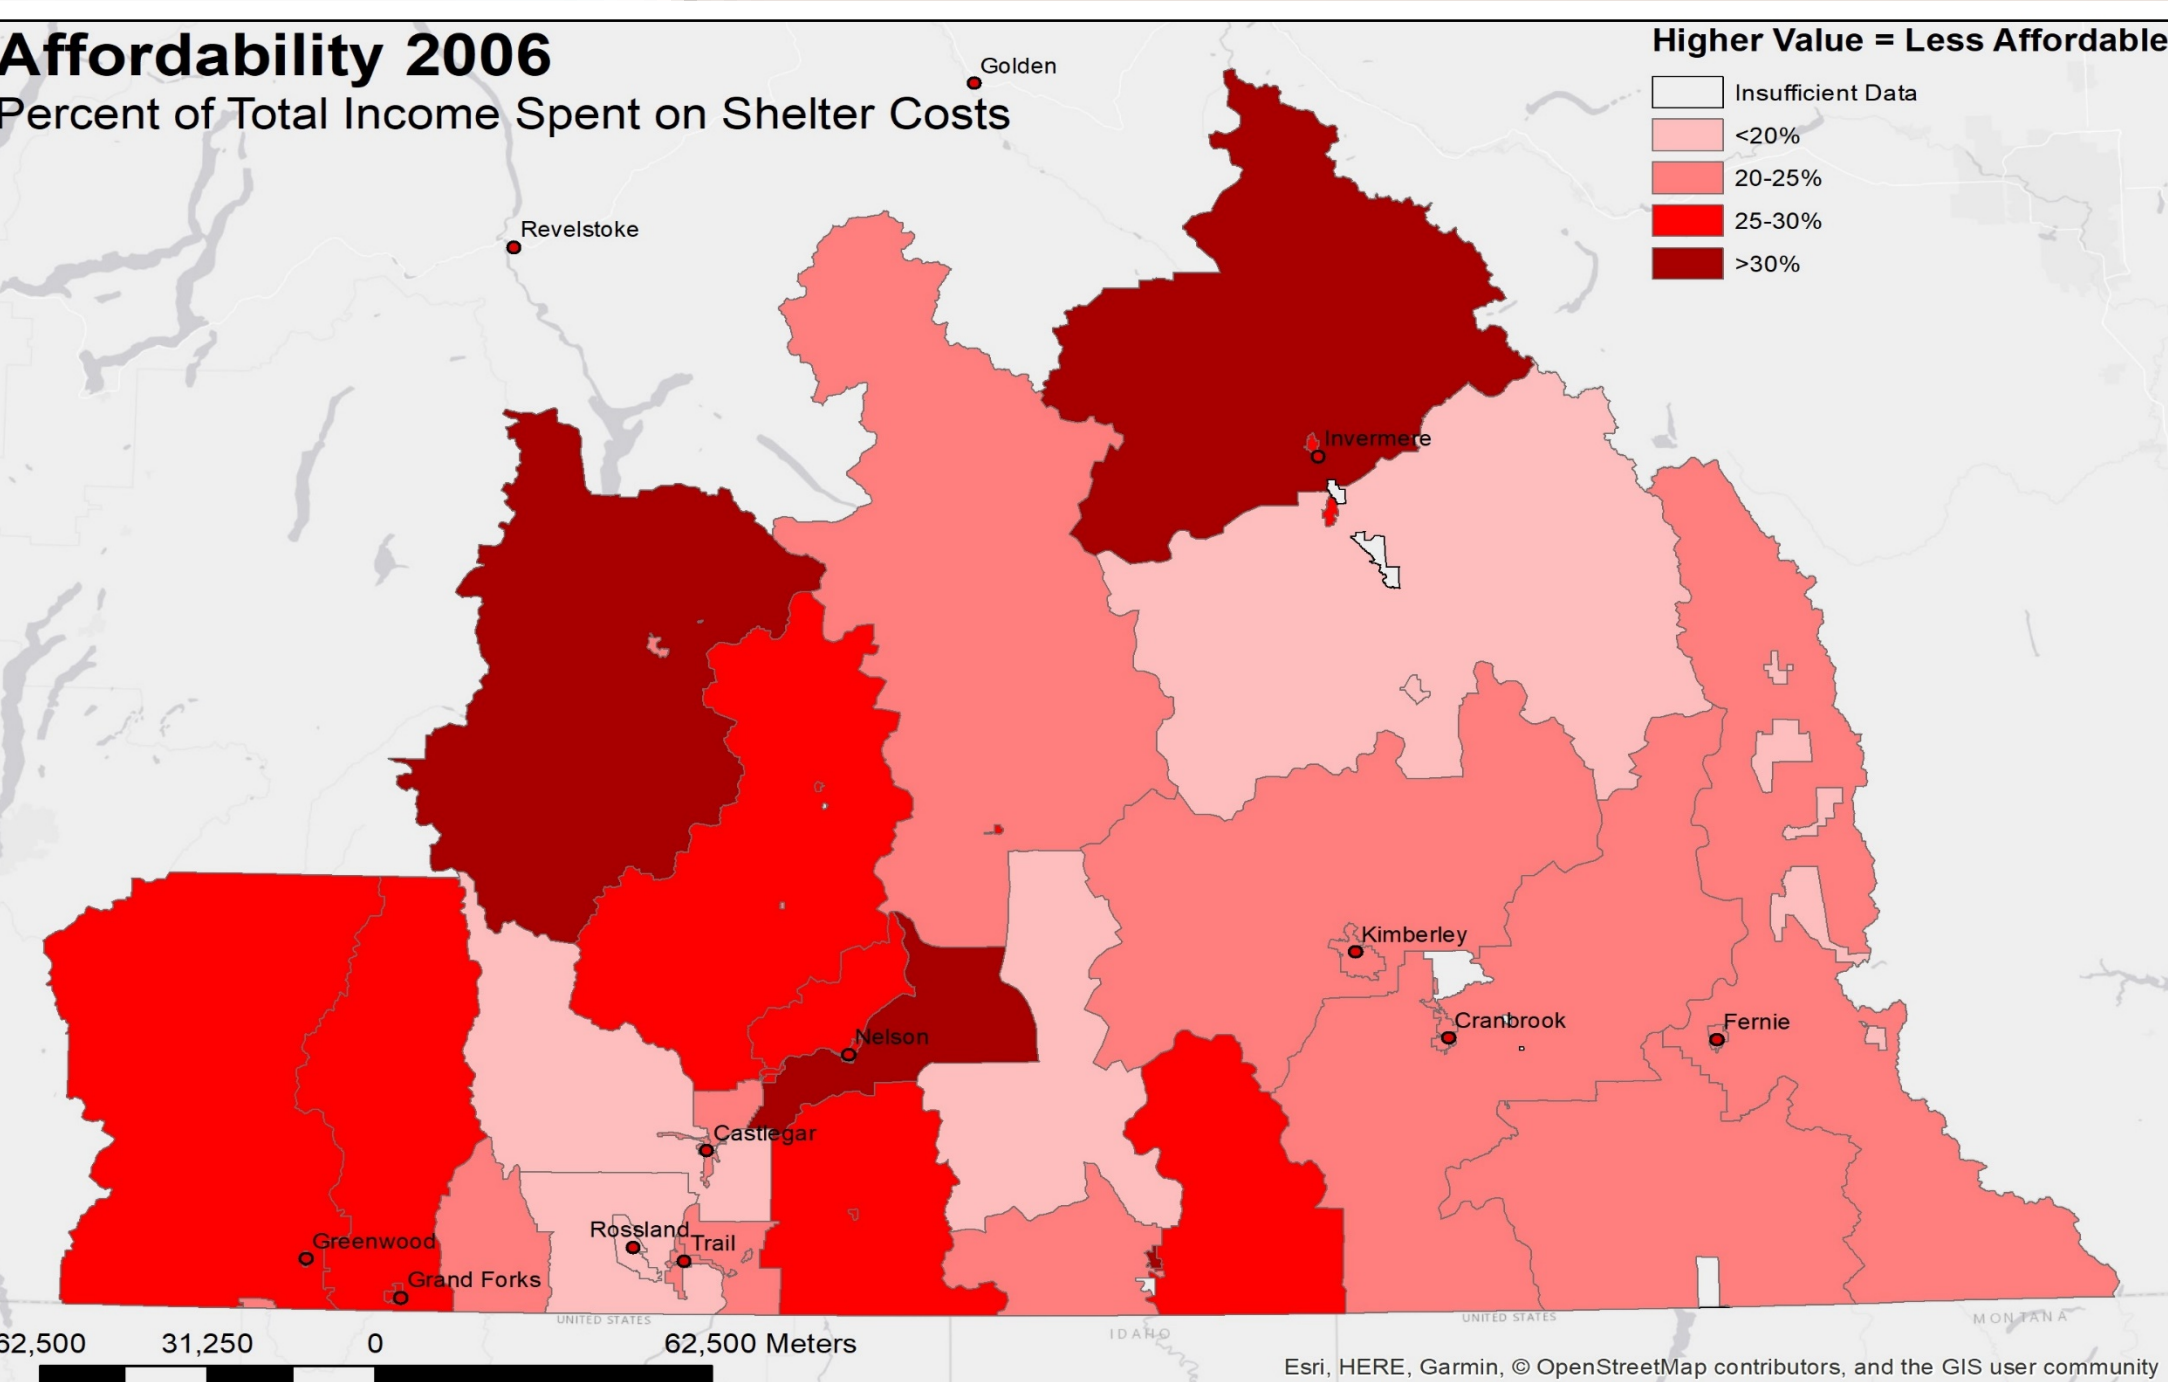 Affordability 2006
Percent of Total Income Spent on Shelter Costs
Higher Value = Less Affordable
Insufficient Data
<20%
20-25%
25-30%
>30%
Golden
Revelstoke
Invermere
Kimberley
Cranbrook
Fernie
Nelson
Castlegar
Rossland
Trail
Greenwood
Grand Forks
UNITED STATES
IDAHO
UNITED STATES
MONTANA
62,500 31,250 0 62,500 Meters
Esri, HERE, Garmin, © OpenStreetMap contributors, and the GIS user community